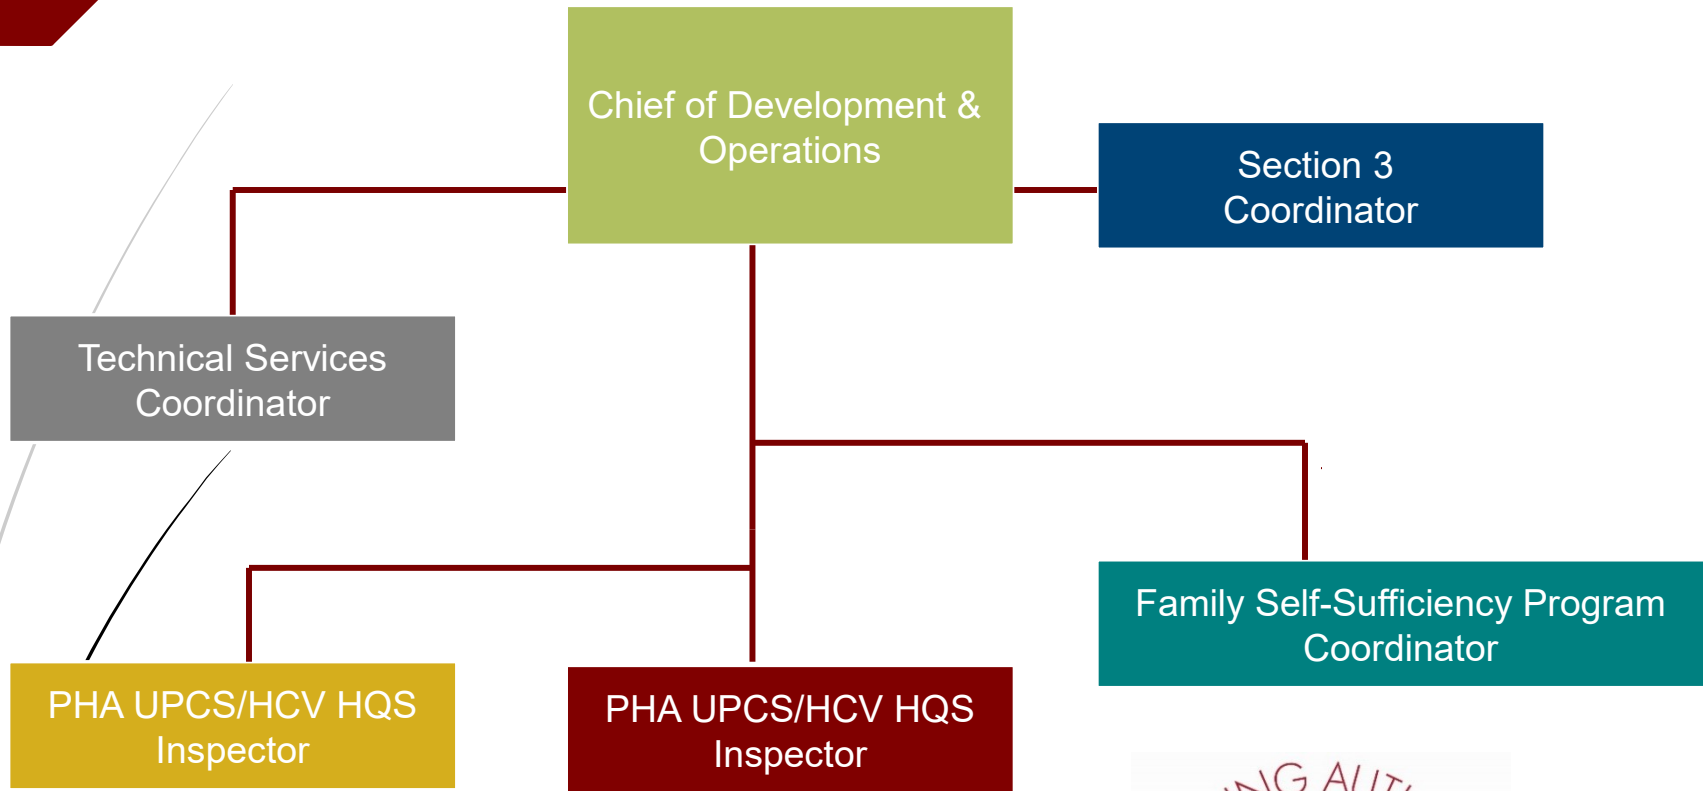 Chief of Development &
Operations
Section 3
Coordinator
Technical Services
Coordinator
Family Self-Sufficiency Program
Coordinator
PHA UPCS/HCV HQS
Inspector
PHA UPCS/HCV HQS
Inspector